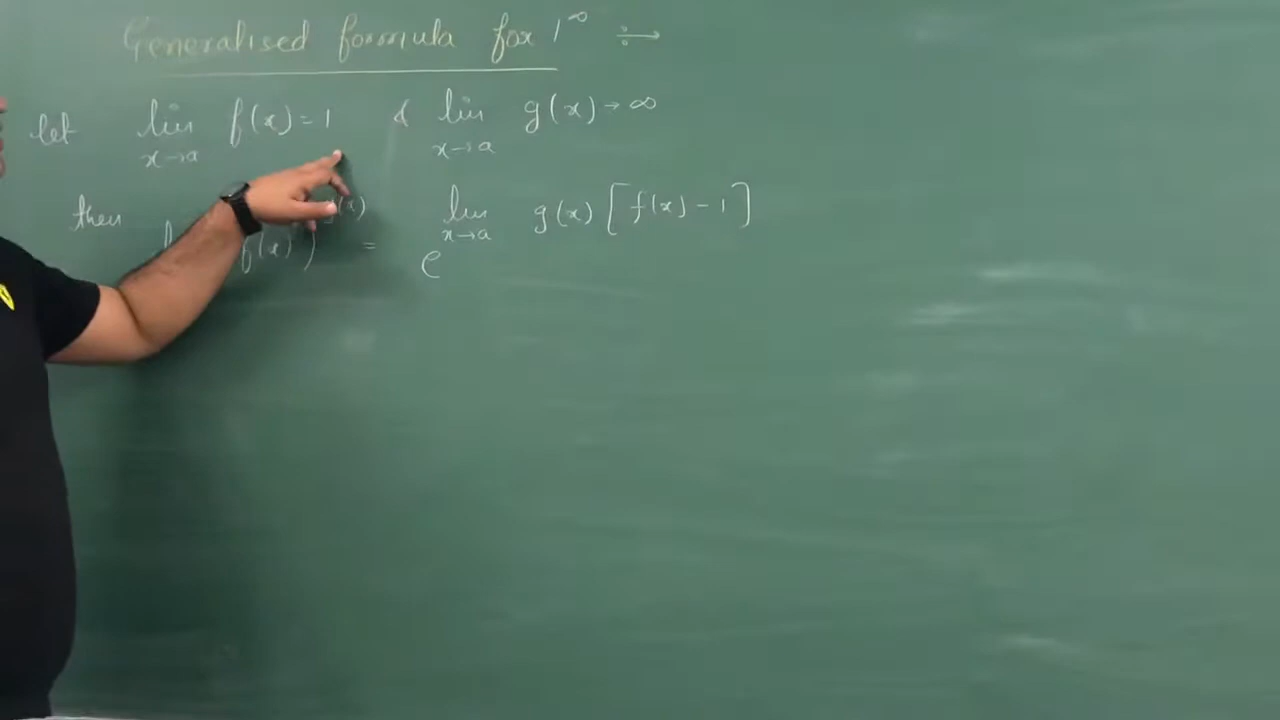 Generalised formula for 1^∞ ÷→
let lim x→a f(x) = 1 & lim x→a g(x) → ∞
then f(x))^g(x) = e^lim x→a g(x) [f(x) - 1]